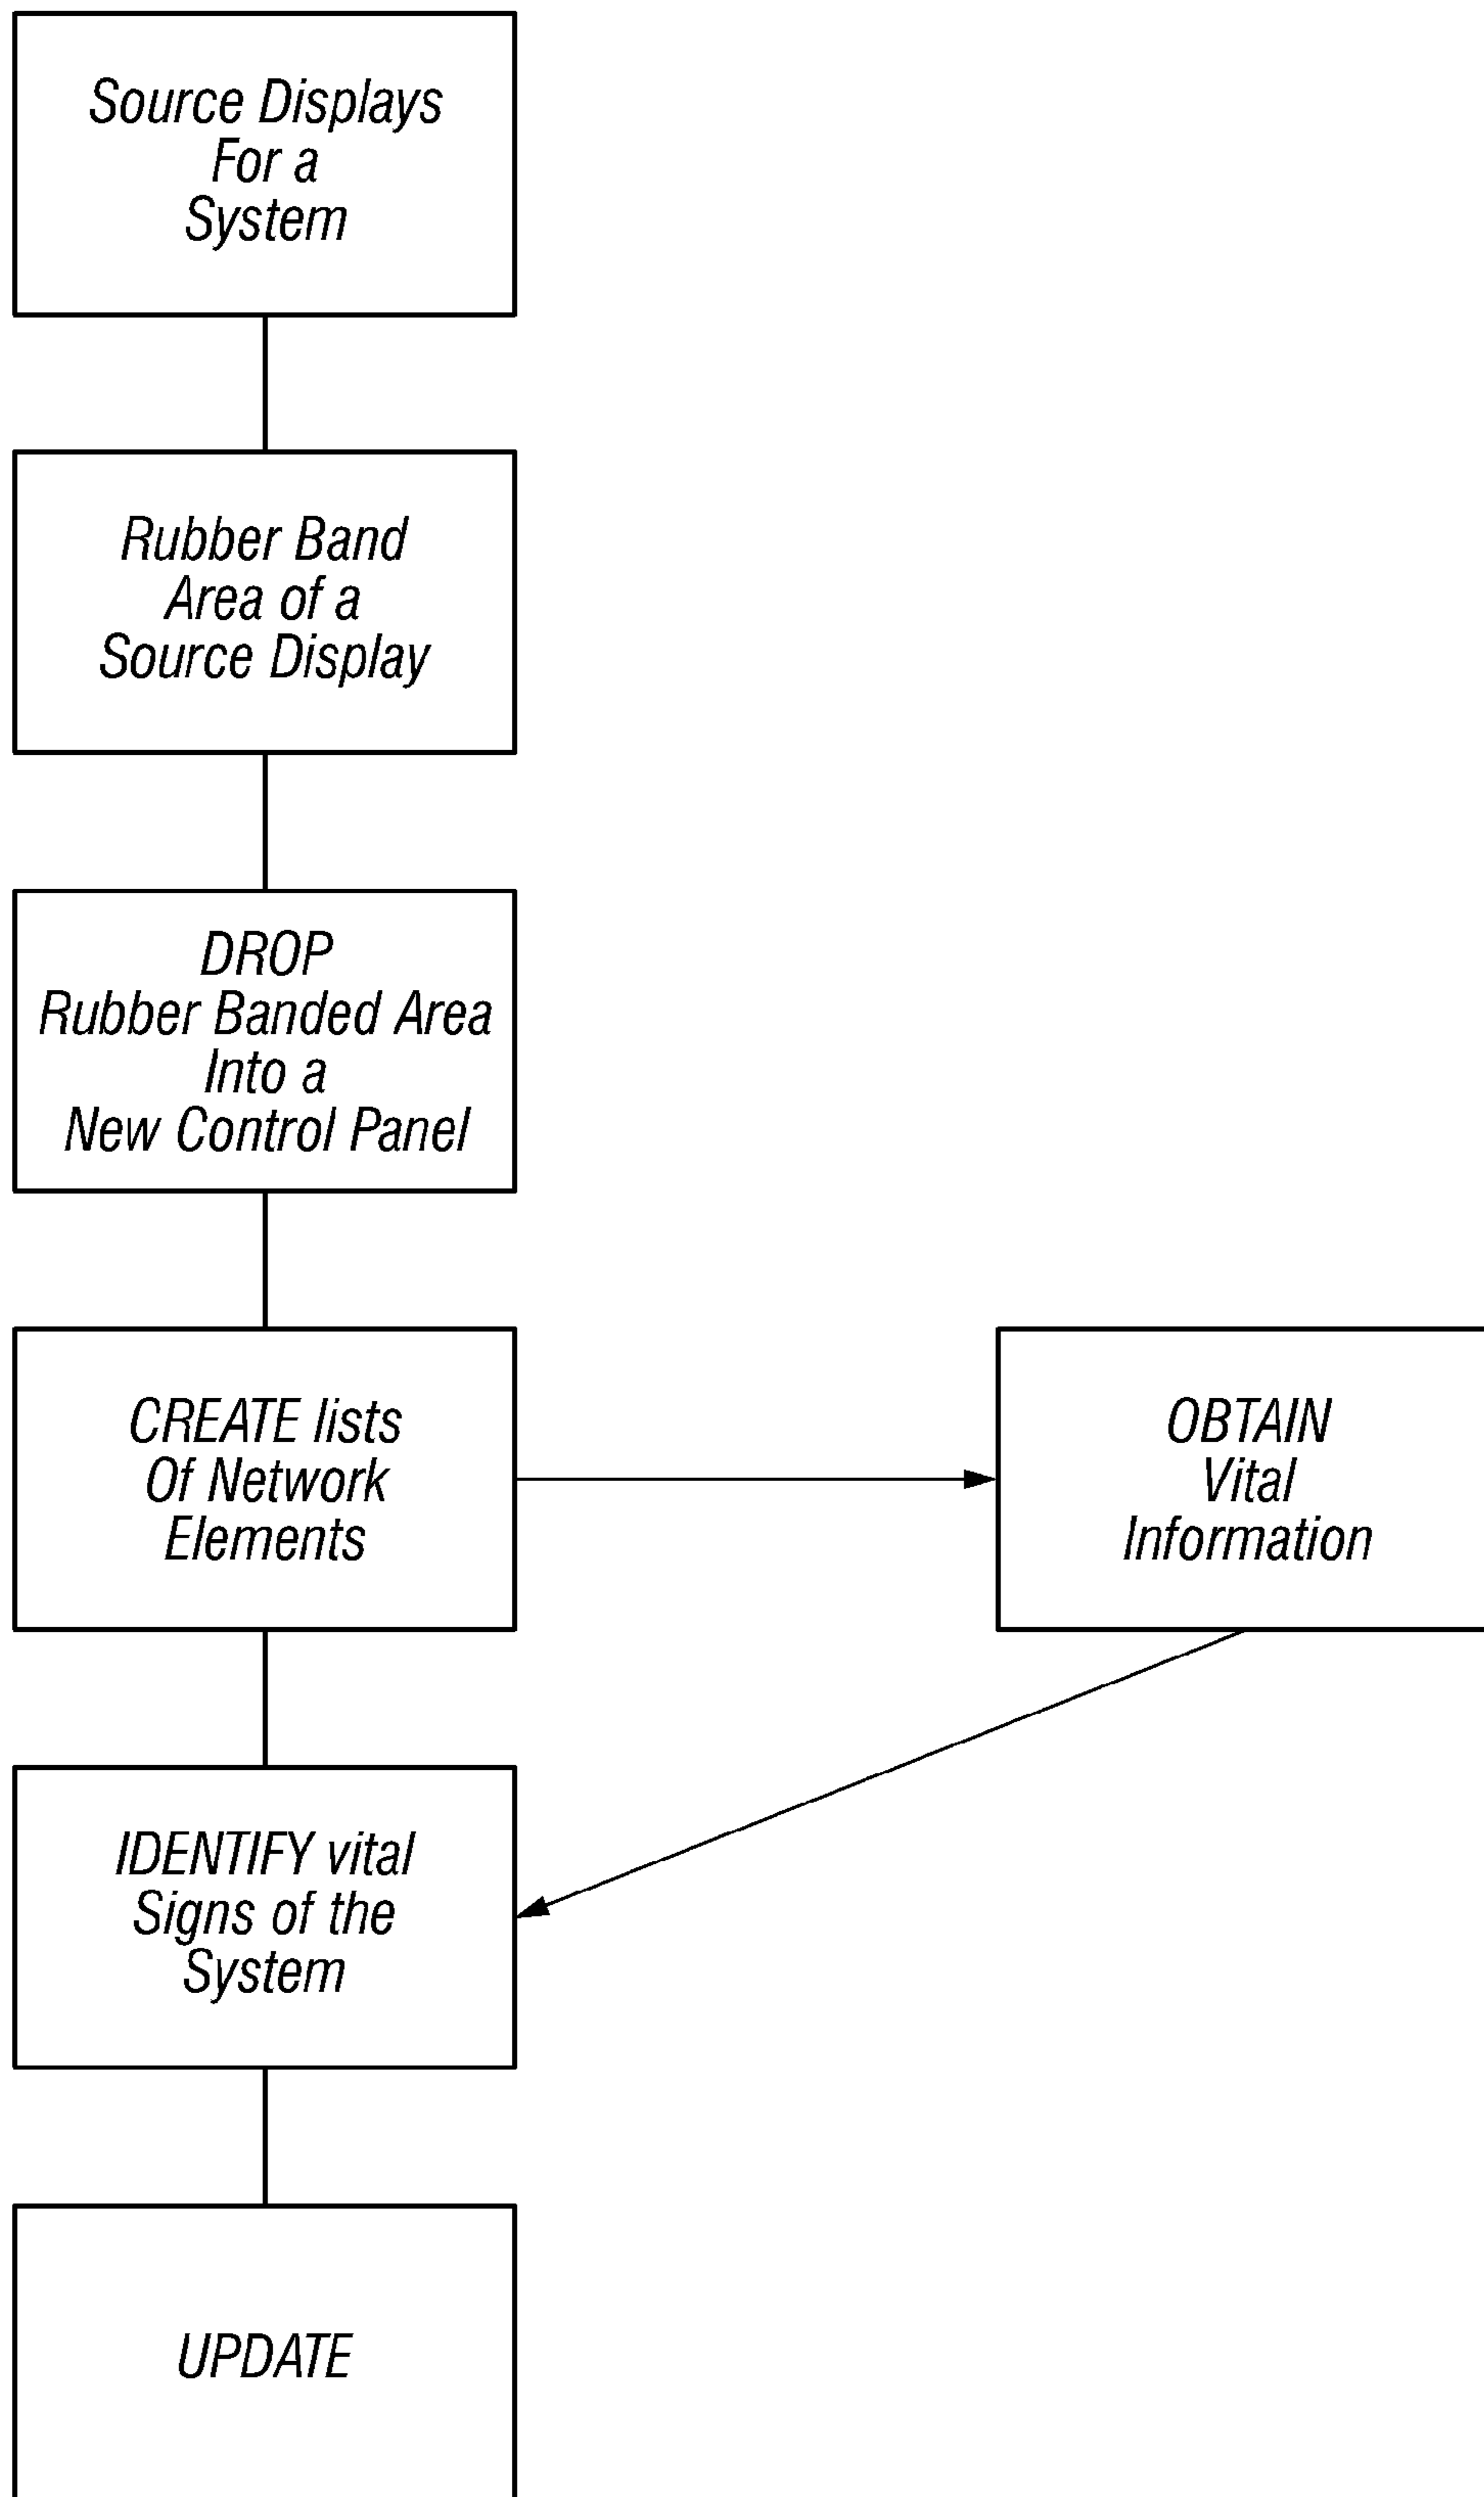 Source Displays
For a
System
Rubber Band
Area of a
Source Display
DROP
Rubber Banded Area
Into a
New Control Panel
CREATE lists
Of Network
Elements
OBTAIN
Vital
Information
IDENTIFY vital
Signs of the
System
UPDATE